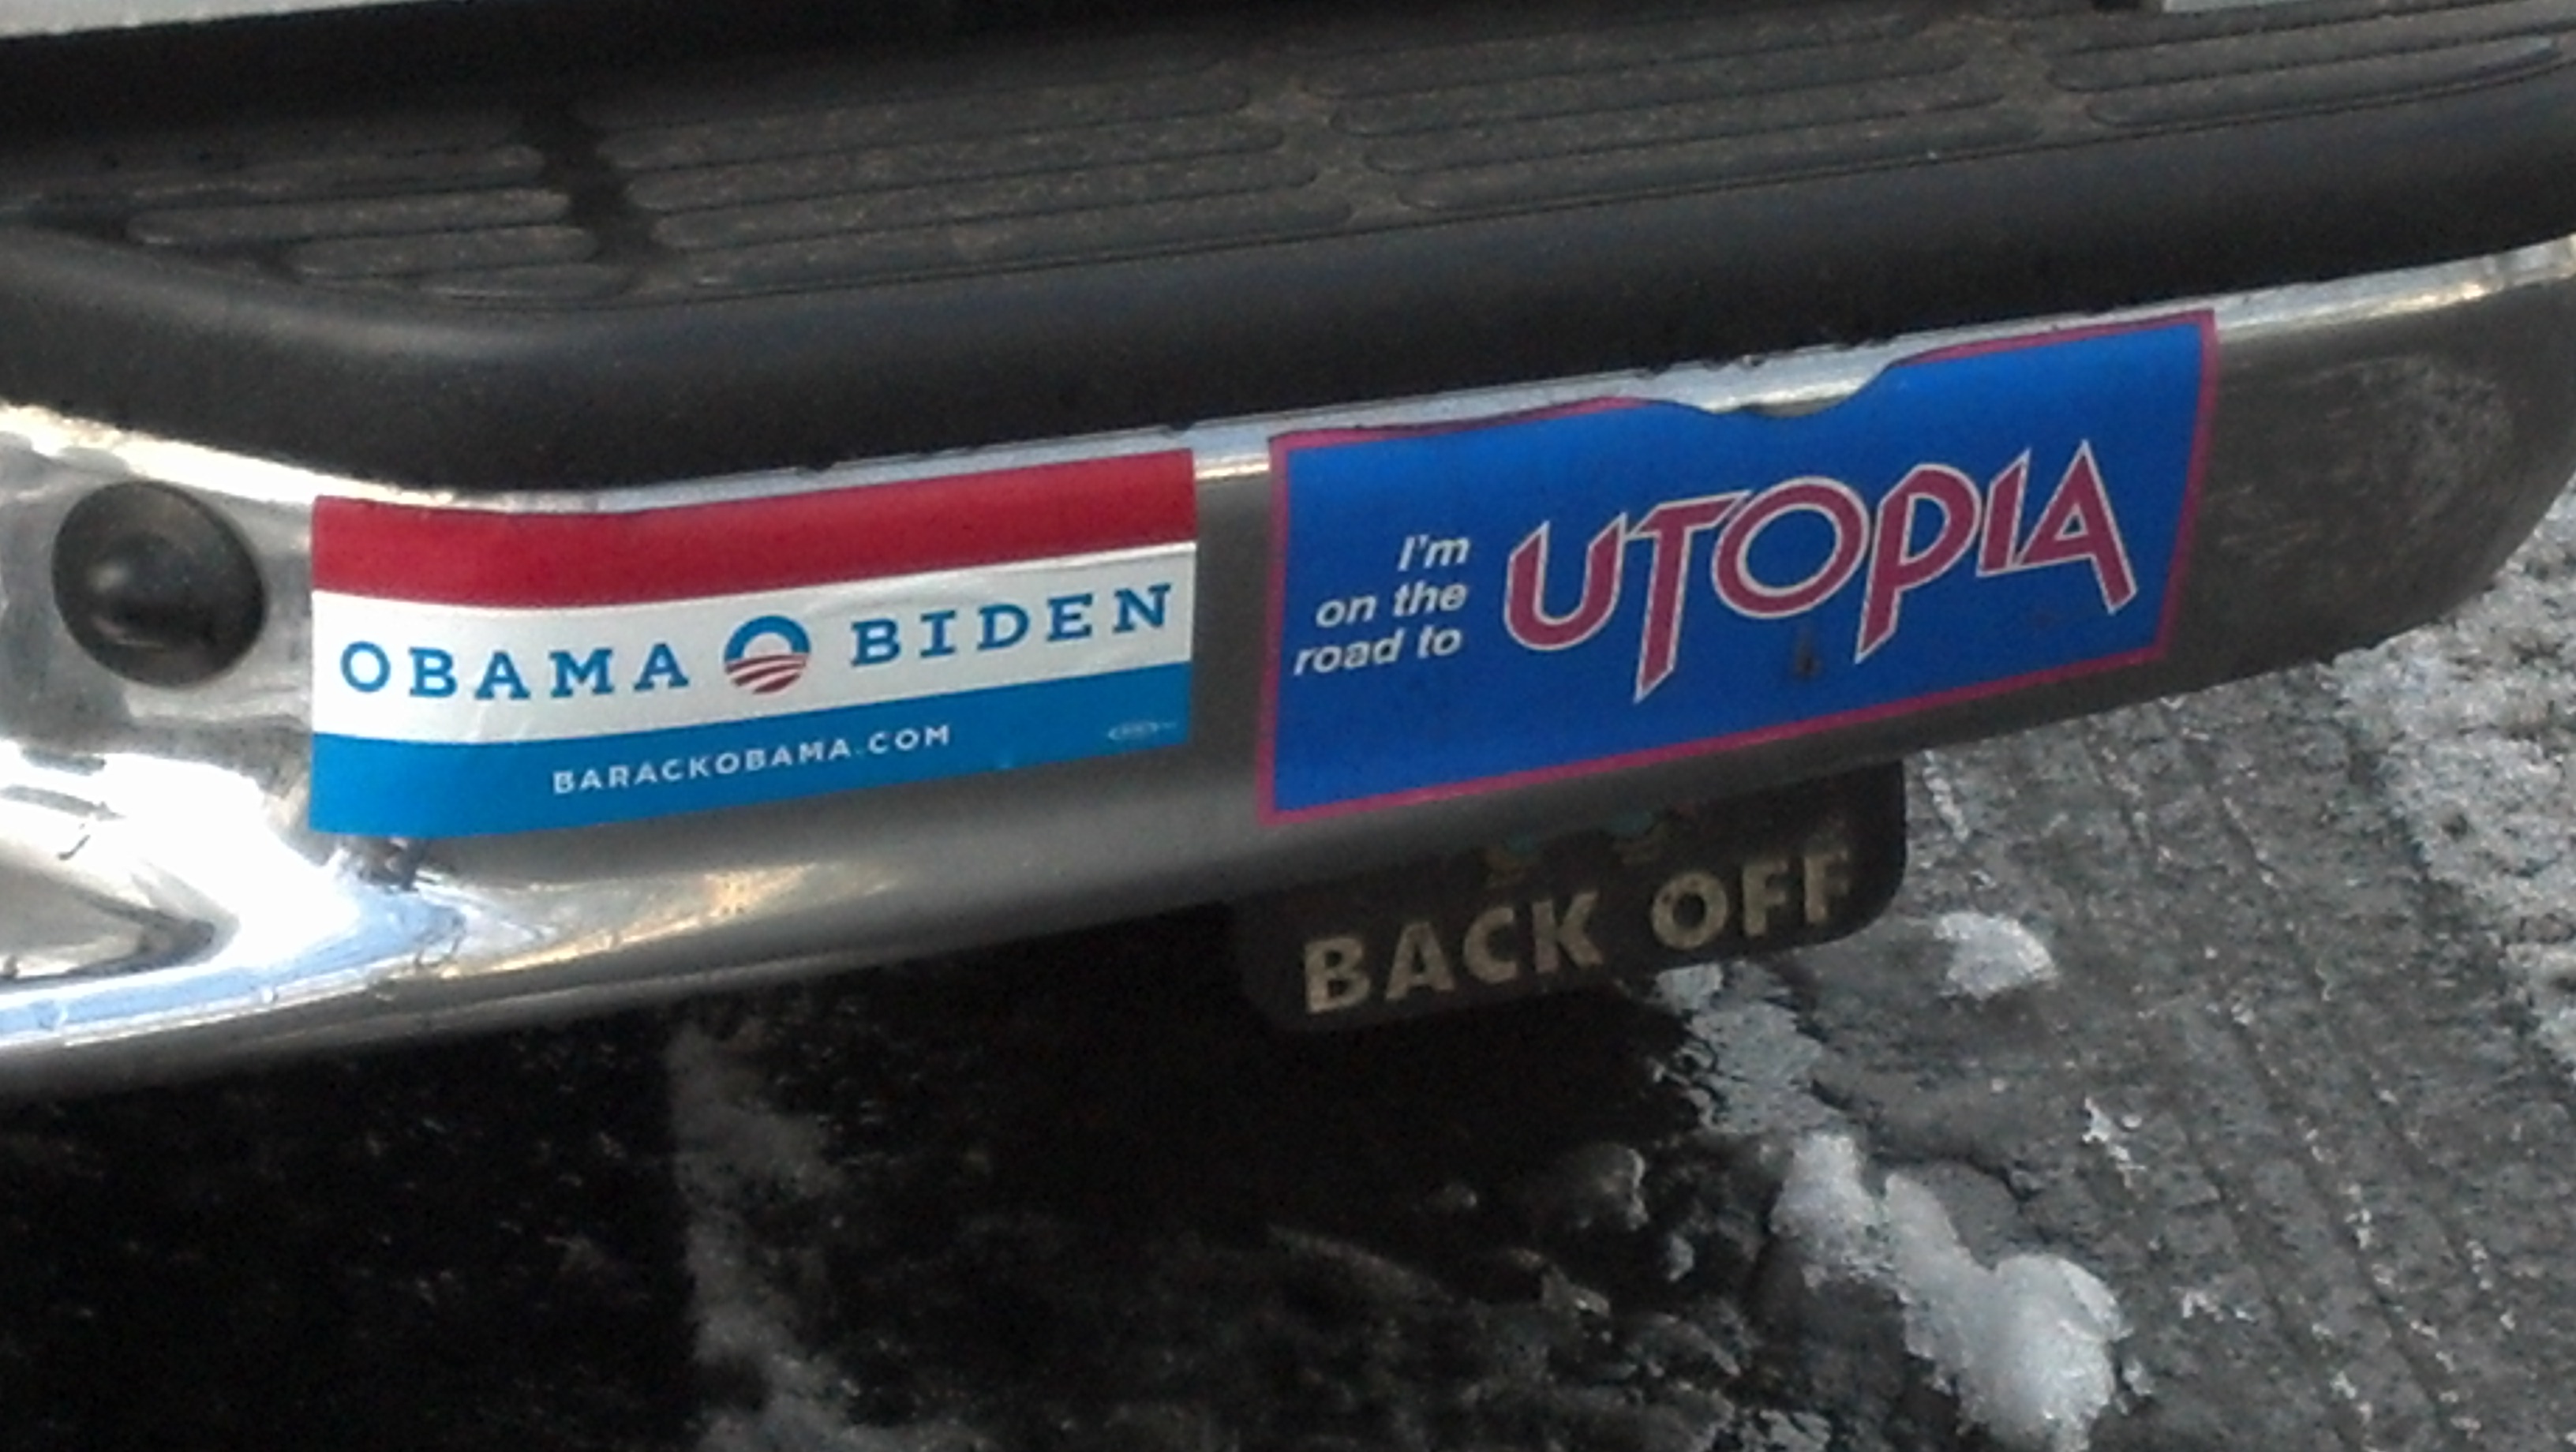 OBAMA BIDEN
BARACKOBAMA.COM
I'm
on the
road to
UTOPIA
BACK OFF